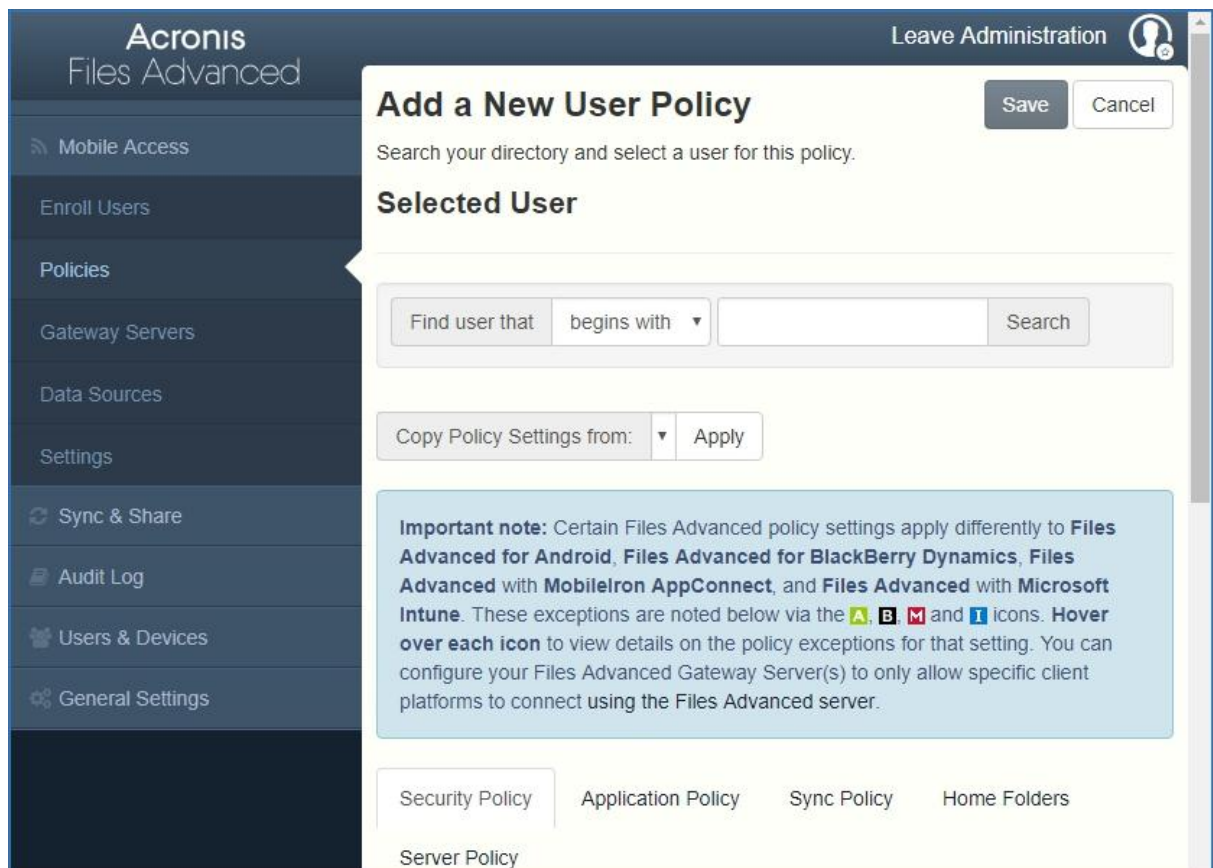 Acronis
Files Advanced
Leave Administration
Mobile Access
Enroll Users
Policies
Gateway Servers
Data Sources
Settings
Sync & Share
Audit Log
Users & Devices
General Settings
Add a New User Policy
Save
Cancel
Search your directory and select a user for this policy.
Selected User
Find user that
begins with
Search
Copy Policy Settings from:
Apply
Important note: Certain Files Advanced policy settings apply differently to Files
Advanced for Android, Files Advanced for BlackBerry Dynamics, Files
Advanced with MobileIron AppConnect, and Files Advanced with Microsoft
Intune. These exceptions are noted below via the A, B, M and I icons. Hover
over each icon to view details on the policy exceptions for that setting. You can
configure your Files Advanced Gateway Server(s) to only allow specific client
platforms to connect using the Files Advanced server.
Security Policy
Application Policy
Sync Policy
Home Folders
Server Policy